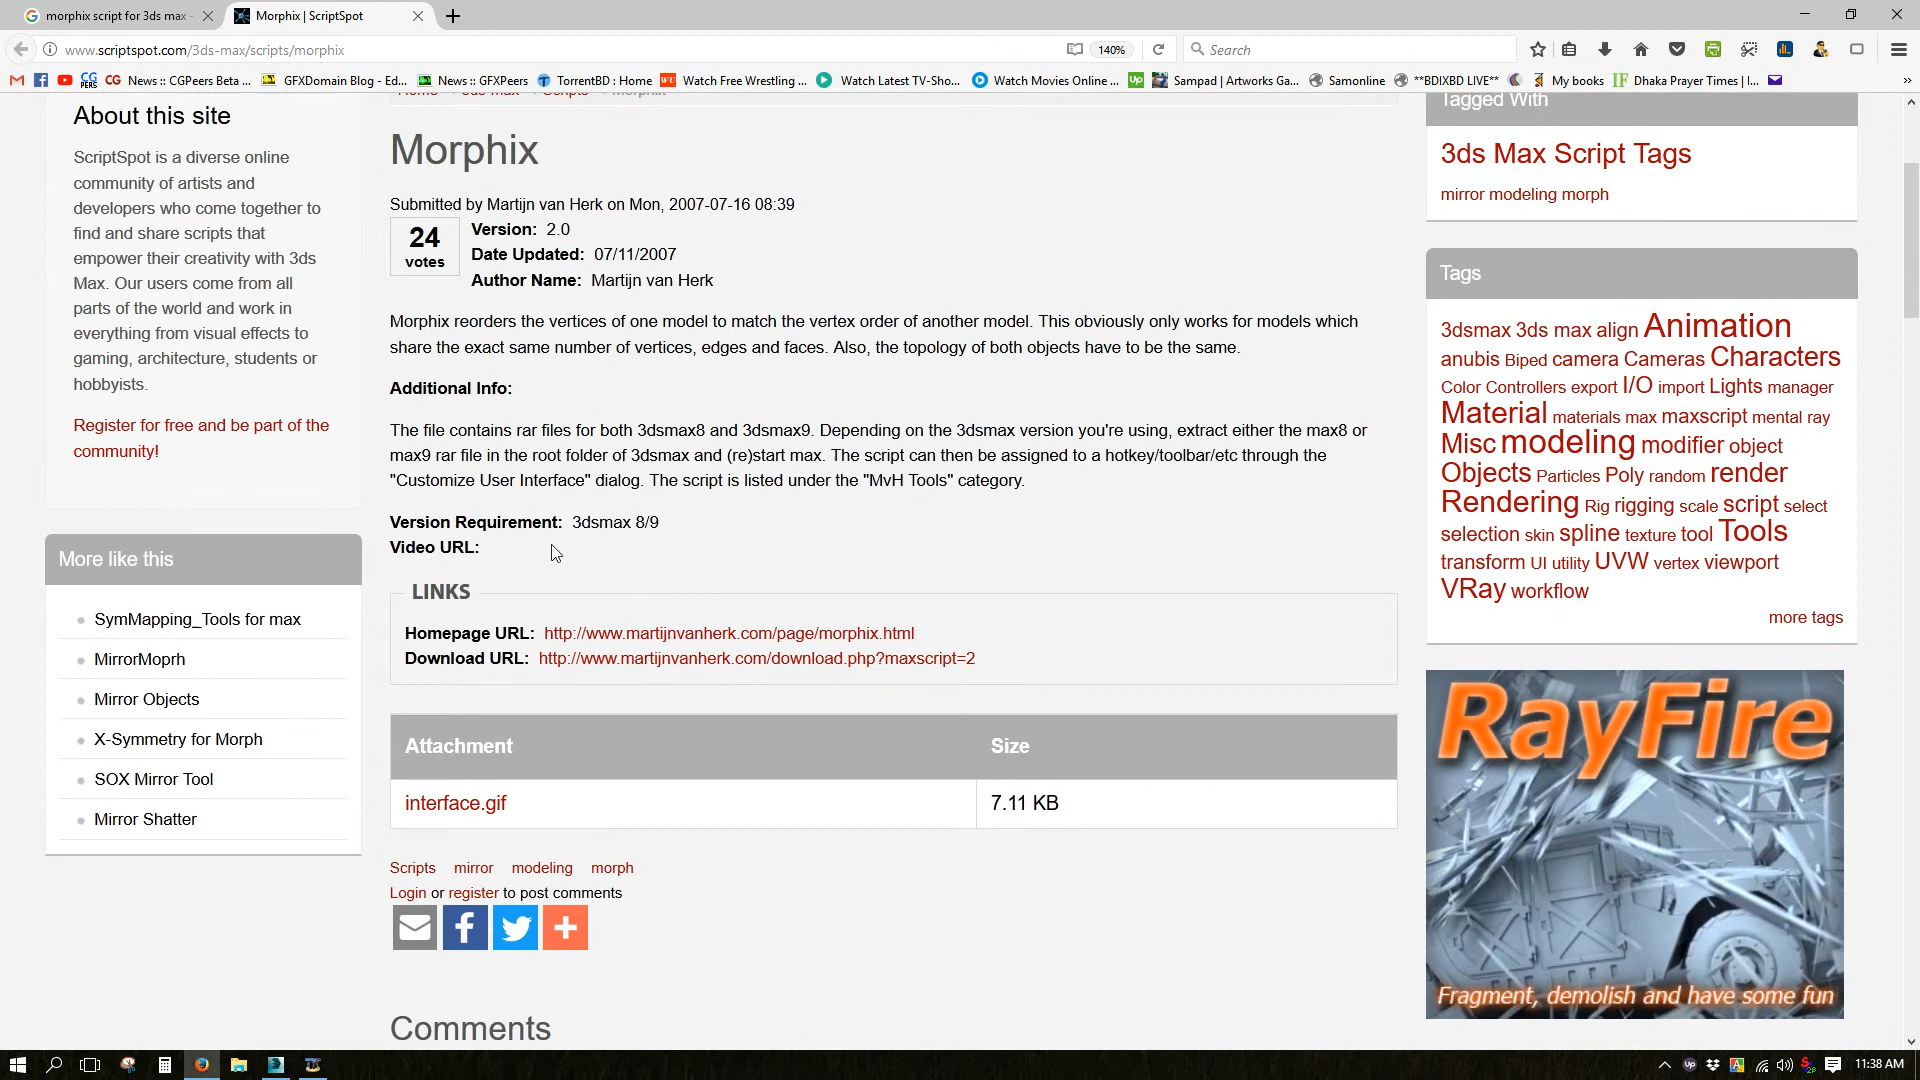 morphix script for 3ds max -
Morphix | ScriptSpot
www.scriptspot.com/3ds-max/scripts/morphix
140%
Search
CG PEERS
CG News :: CGPeers Beta ...
GFXDomain Blog - Ed...
News :: GFXPeers
TorrentBD : Home
Watch Free Wrestling ...
Watch Latest TV-Sho...
Watch Movies Online ...
Up
Sampad | Artworks Ga...
Samonline
**BDIXBD LIVE**
My books
Dhaka Prayer Times | I...
About this site
ScriptSpot is a diverse online
community of artists and
developers who come together to
find and share scripts that
empower their creativity with 3ds
Max. Our users come from all
parts of the world and work in
everything from visual effects to
gaming, architecture, students or
hobbyists.
Register for free and be part of the
community!
More like this
SymMapping_Tools for max
MirrorMoprh
Mirror Objects
X-Symmetry for Morph
SOX Mirror Tool
Mirror Shatter
Morphix
Submitted by Martijn van Herk on Mon, 2007-07-16 08:39
24
votes
Version: 2.0
Date Updated: 07/11/2007
Author Name: Martijn van Herk
Morphix reorders the vertices of one model to match the vertex order of another model. This obviously only works for models which
share the exact same number of vertices, edges and faces. Also, the topology of both objects have to be the same.
Additional Info:
The file contains rar files for both 3dsmax8 and 3dsmax9. Depending on the 3dsmax version you're using, extract either the max8 or
max9 rar file in the root folder of 3dsmax and (re)start max. The script can then be assigned to a hotkey/toolbar/etc through the
"Customize User Interface" dialog. The script is listed under the "MvH Tools" category.
Version Requirement: 3dsmax 8/9
Video URL:
LINKS
Homepage URL: http://www.martijnvanherk.com/page/morphix.html
Download URL: http://www.martijnvanherk.com/download.php?maxscript=2
Attachment Size
interface.gif 7.11 KB
Scripts mirror modeling morph
Login or register to post comments
Comments
Tagged With
3ds Max Script Tags
mirror modeling morph
Tags
3dsmax 3ds max align Animation
anubis Biped camera Cameras Characters
Color Controllers export I/O import Lights manager
Material materials max maxscript mental ray
Misc modeling modifier object
Objects Particles Poly random render
Rendering Rig rigging scale script select
selection skin spline texture tool Tools
transform UI utility UVW vertex viewport
VRay workflow
more tags
RayFire
Fragment, demolish and have some fun
11:38 AM